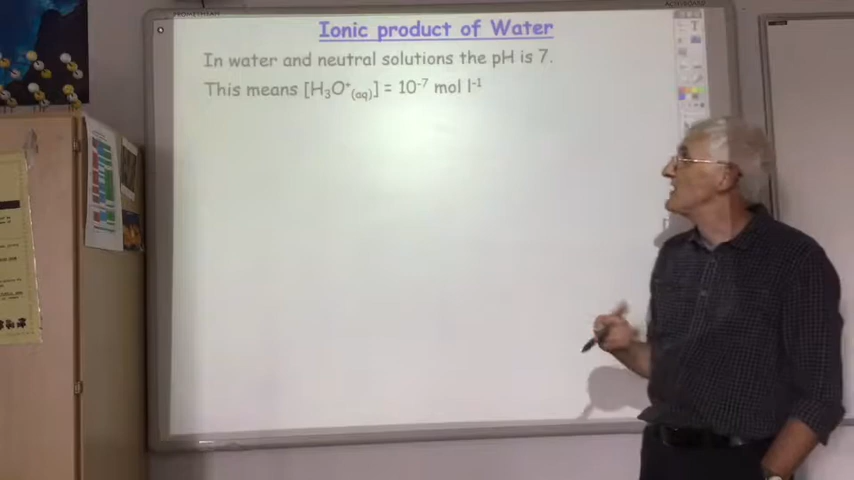 Ionic product of Water
In water and neutral solutions the pH is 7.
This means [H₃O⁺₍aq₎] = 10⁻⁷ mol l⁻¹
PROMETHEAN